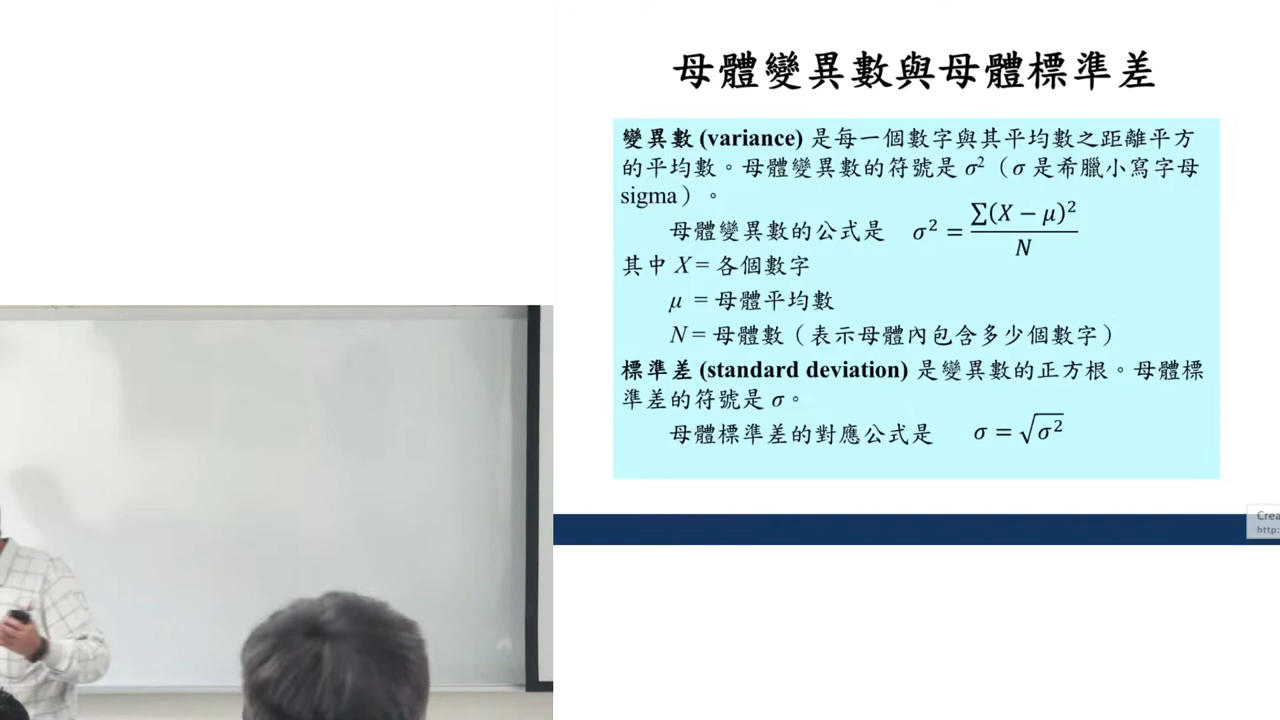 母體變異數與母體標準差
變異數 (variance) 是每一個數字與其平均數之距離平方
的平均數。母體變異數的符號是 σ²（σ 是希臘小寫字母
sigma）。
母體變異數的公式是 σ² = ∑(X − μ)² / N
其中 X = 各個數字
μ = 母體平均數
N = 母體數（表示母體內包含多少個數字）
標準差 (standard deviation) 是變異數的正方根。母體標
準差的符號是 σ。
母體標準差的對應公式是 σ = √σ²
Crea
http: